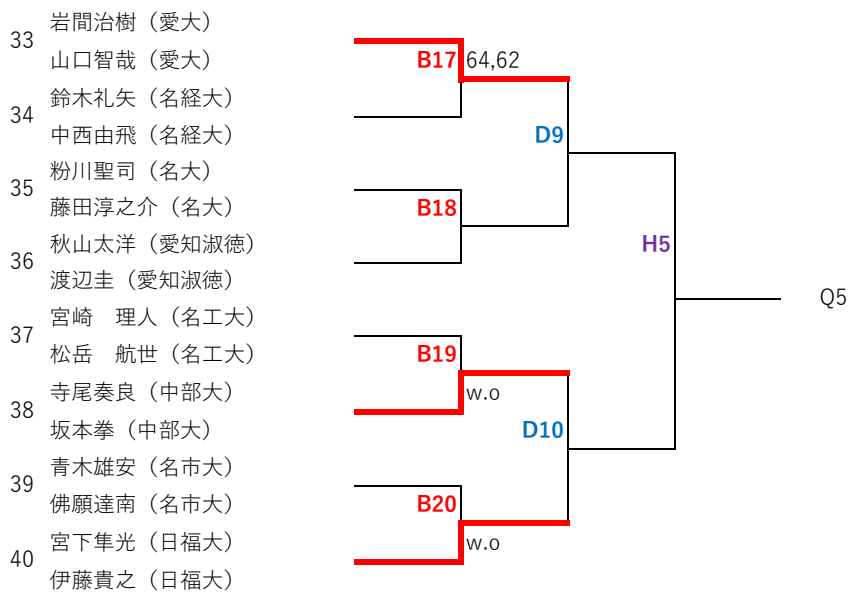 33
岩間治樹（愛大）
山口智哉（愛大）
34
鈴木礼矢（名経大）
中西由飛（名経大）
35
粉川聖司（名大）
藤田淳之介（名大）
36
秋山太洋（愛知淑徳）
渡辺圭（愛知淑徳）
37
宮崎　理人（名工大）
松岳　航世（名工大）
38
寺尾奏良（中部大）
坂本拳（中部大）
39
青木雄安（名市大）
佛願達南（名市大）
40
宮下隼光（日福大）
伊藤貴之（日福大）
B17
64,62
B18
B19
w.o
B20
w.o
D9
D10
H5
Q5